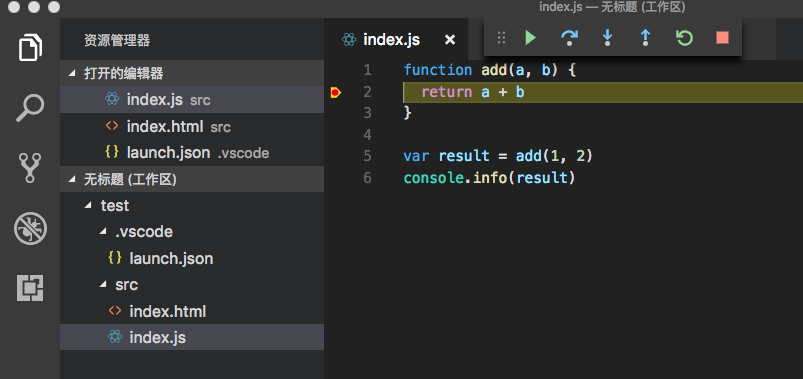 index.js — 无标题 (工作区)
资源管理器
index.js
打开的编辑器
index.js src
index.html src
launch.json .vscode
无标题 (工作区)
test
.vscode
launch.json
src
index.html
index.js
1 function add(a, b) {
2 return a + b
3 }
4
5 var result = add(1, 2)
6 console.info(result)